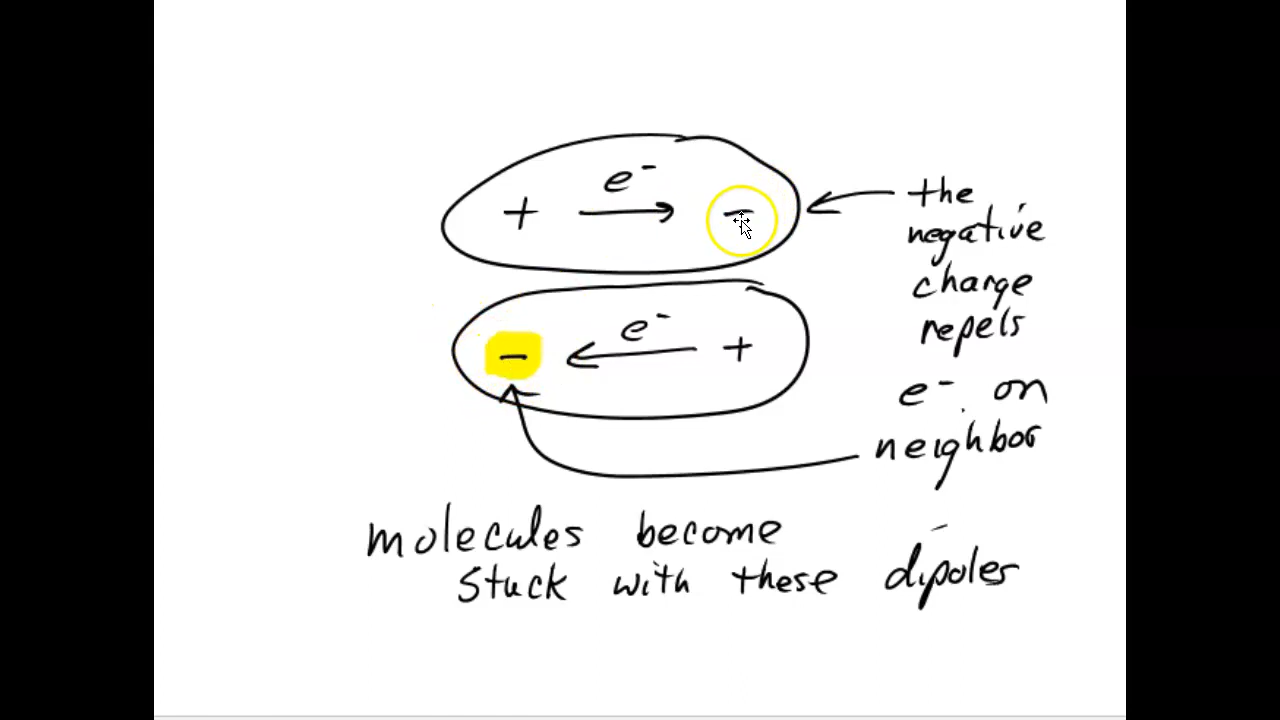 e⁻
+ → −
the
negative
charge
repels
e⁻ on
neighbor
e⁻
− ← +
molecules become
stuck with these dipoles